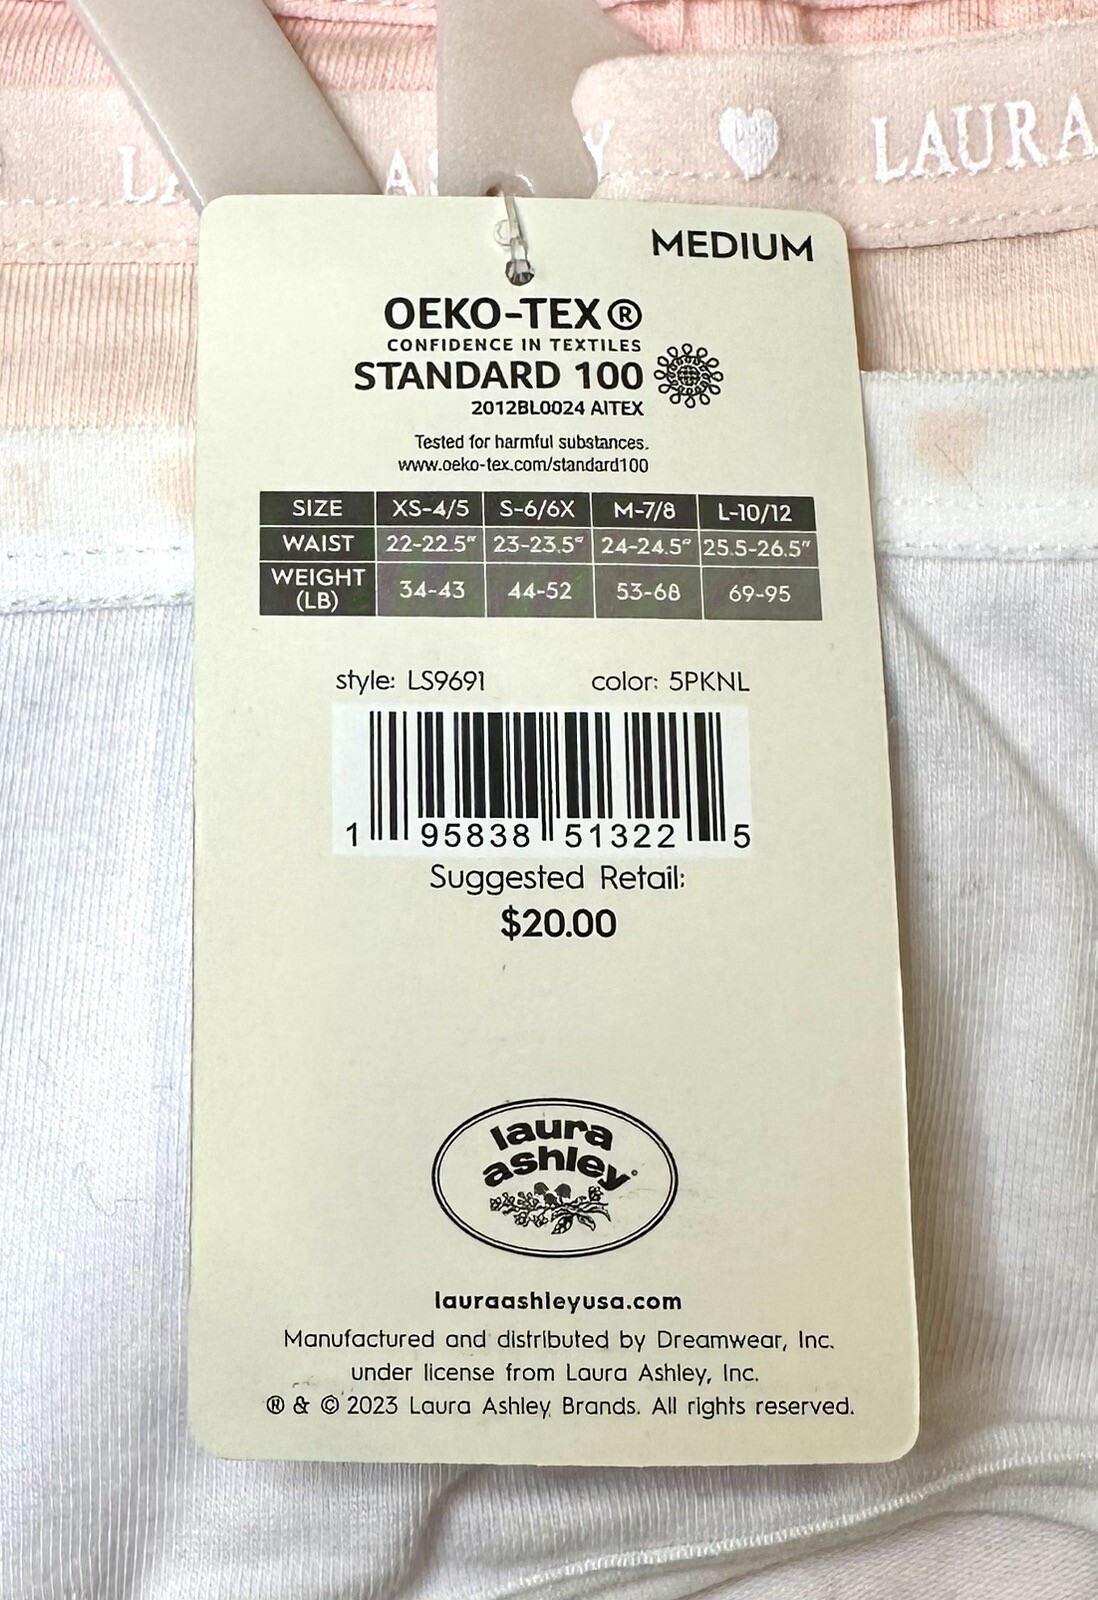 LAURA
MEDIUM
OEKO-TEX®
CONFIDENCE IN TEXTILES
STANDARD 100
2012BL0024 AITEX
Tested for harmful substances.
www.oeko-tex.com/standard100
SIZE XS-4/5 S-6/6X M-7/8 L-10/12
WAIST 22-22.5" 23-23.5" 24-24.5" 25.5-26.5"
WEIGHT (LB) 34-43 44-52 53-68 69-95
style: LS9691 color: 5PKNL
1 95838 51322 5
Suggested Retail:
$20.00
laura
ashley
lauraashleyusa.com
Manufactured and distributed by Dreamwear, Inc.
under license from Laura Ashley, Inc.
® & © 2023 Laura Ashley Brands. All rights reserved.